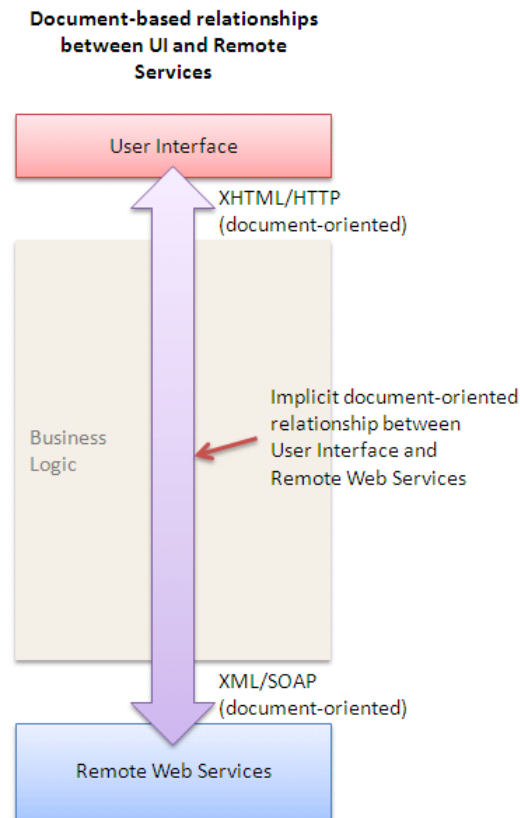 Document-based relationships
between UI and Remote
Services
User Interface
XHTML/HTTP
(document-oriented)
Implicit document-oriented
relationship between
User Interface and
Remote Web Services
Business
Logic
XML/SOAP
(document-oriented)
Remote Web Services